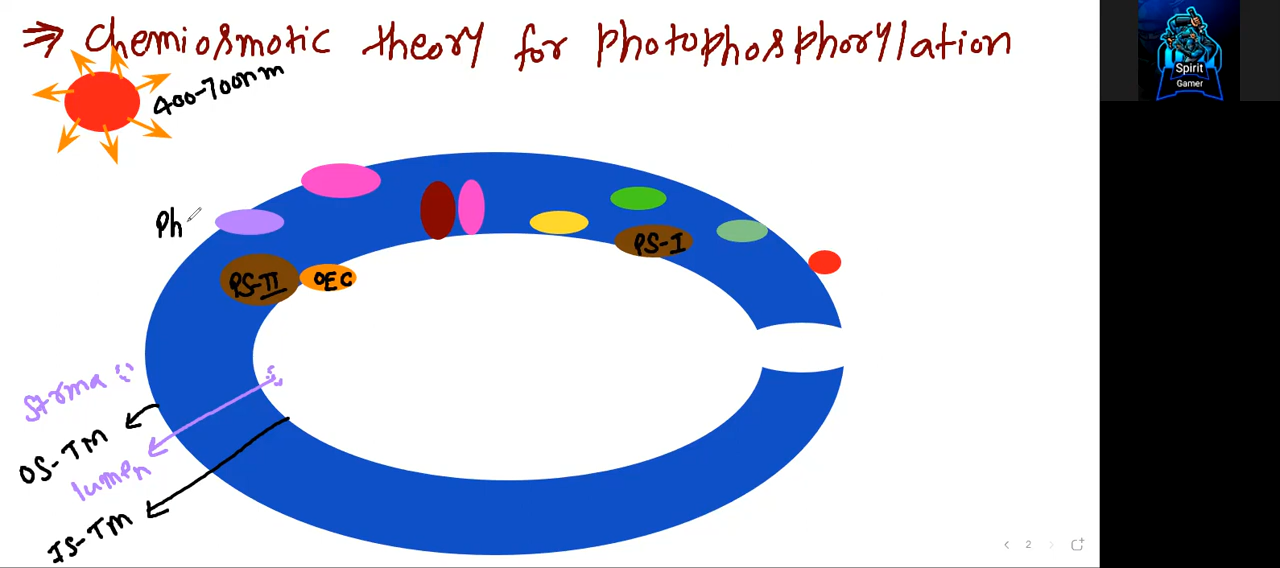 ⇒ Chemiosmotic theory for photophosphorylation
400-700nm
Spirit
Gamer
Ph
PS-I
PS-II
OEC
Strma
OS-TM
lumen
IS-TM
2